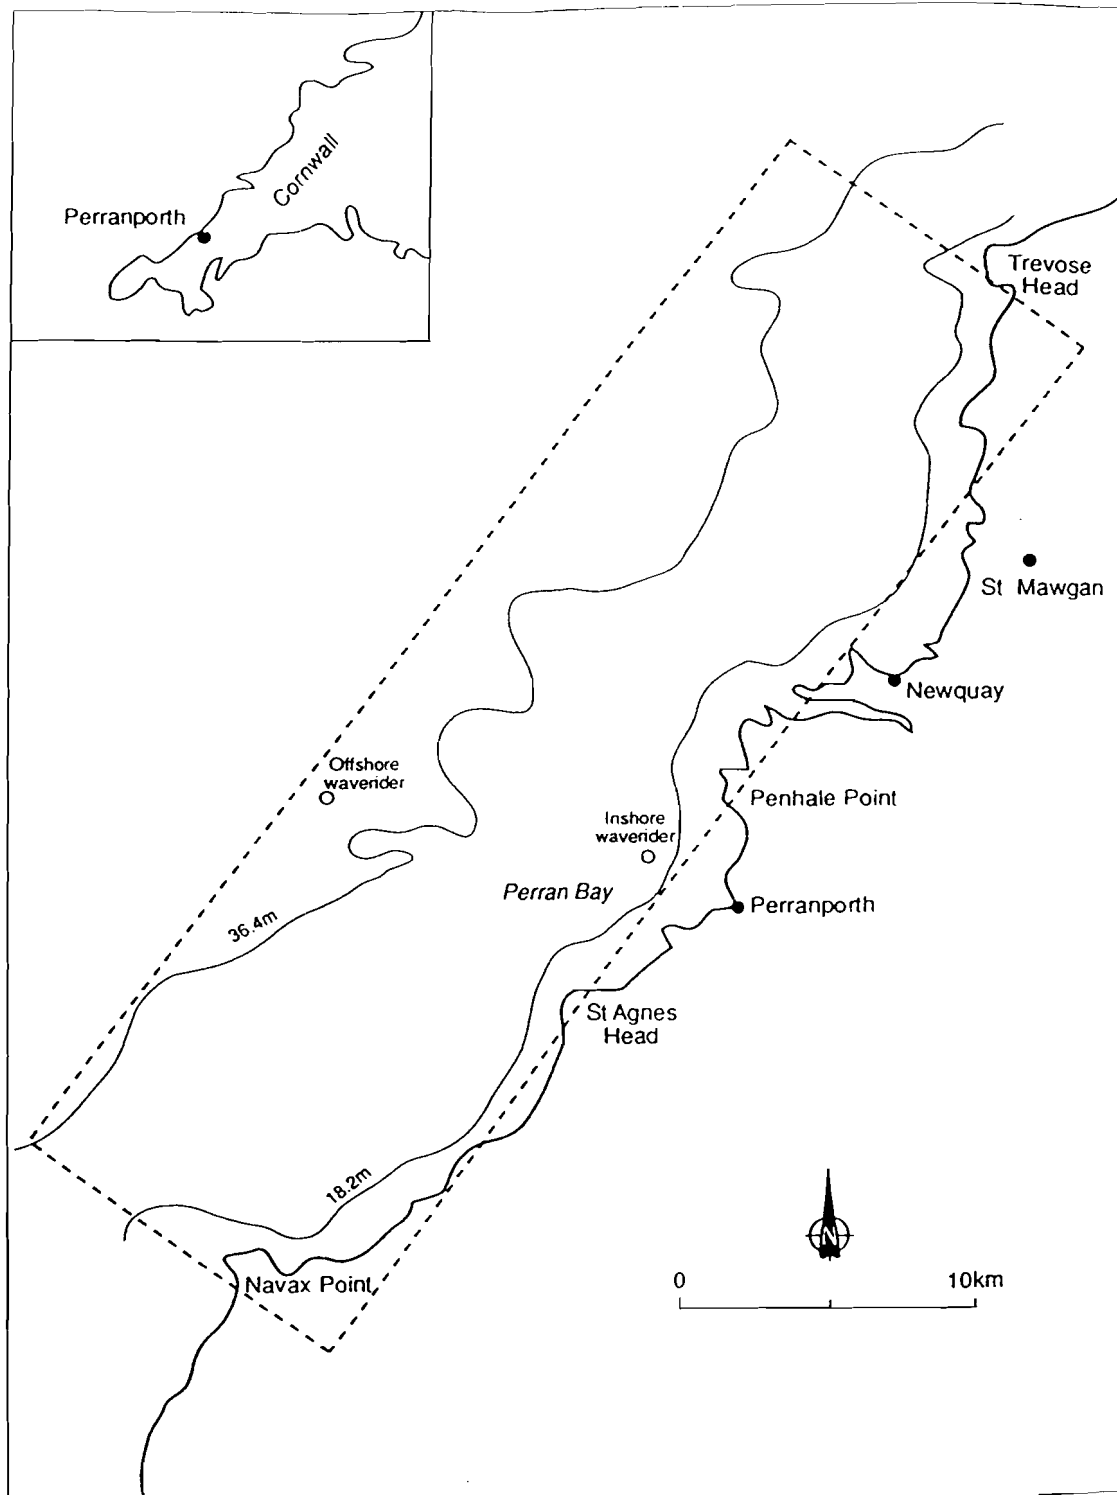 Cornwall
Perranporth
Trevose
Head
St Mawgan
Newquay
Offshore
waverider
Penhale Point
Inshore
waverider
Perran Bay
Perranporth
36.4m
St Agnes
Head
18.2m
N
Navax Point
0 10km